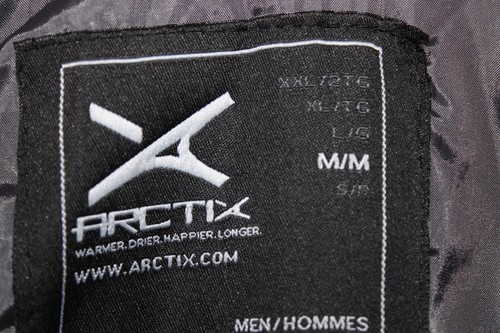 XXL/2TG
XL/TG
L/G
M/M
S/P
ARCTIX
WARMER. DRIER. HAPPIER. LONGER.
WWW.ARCTIX.COM
MEN/HOMMES